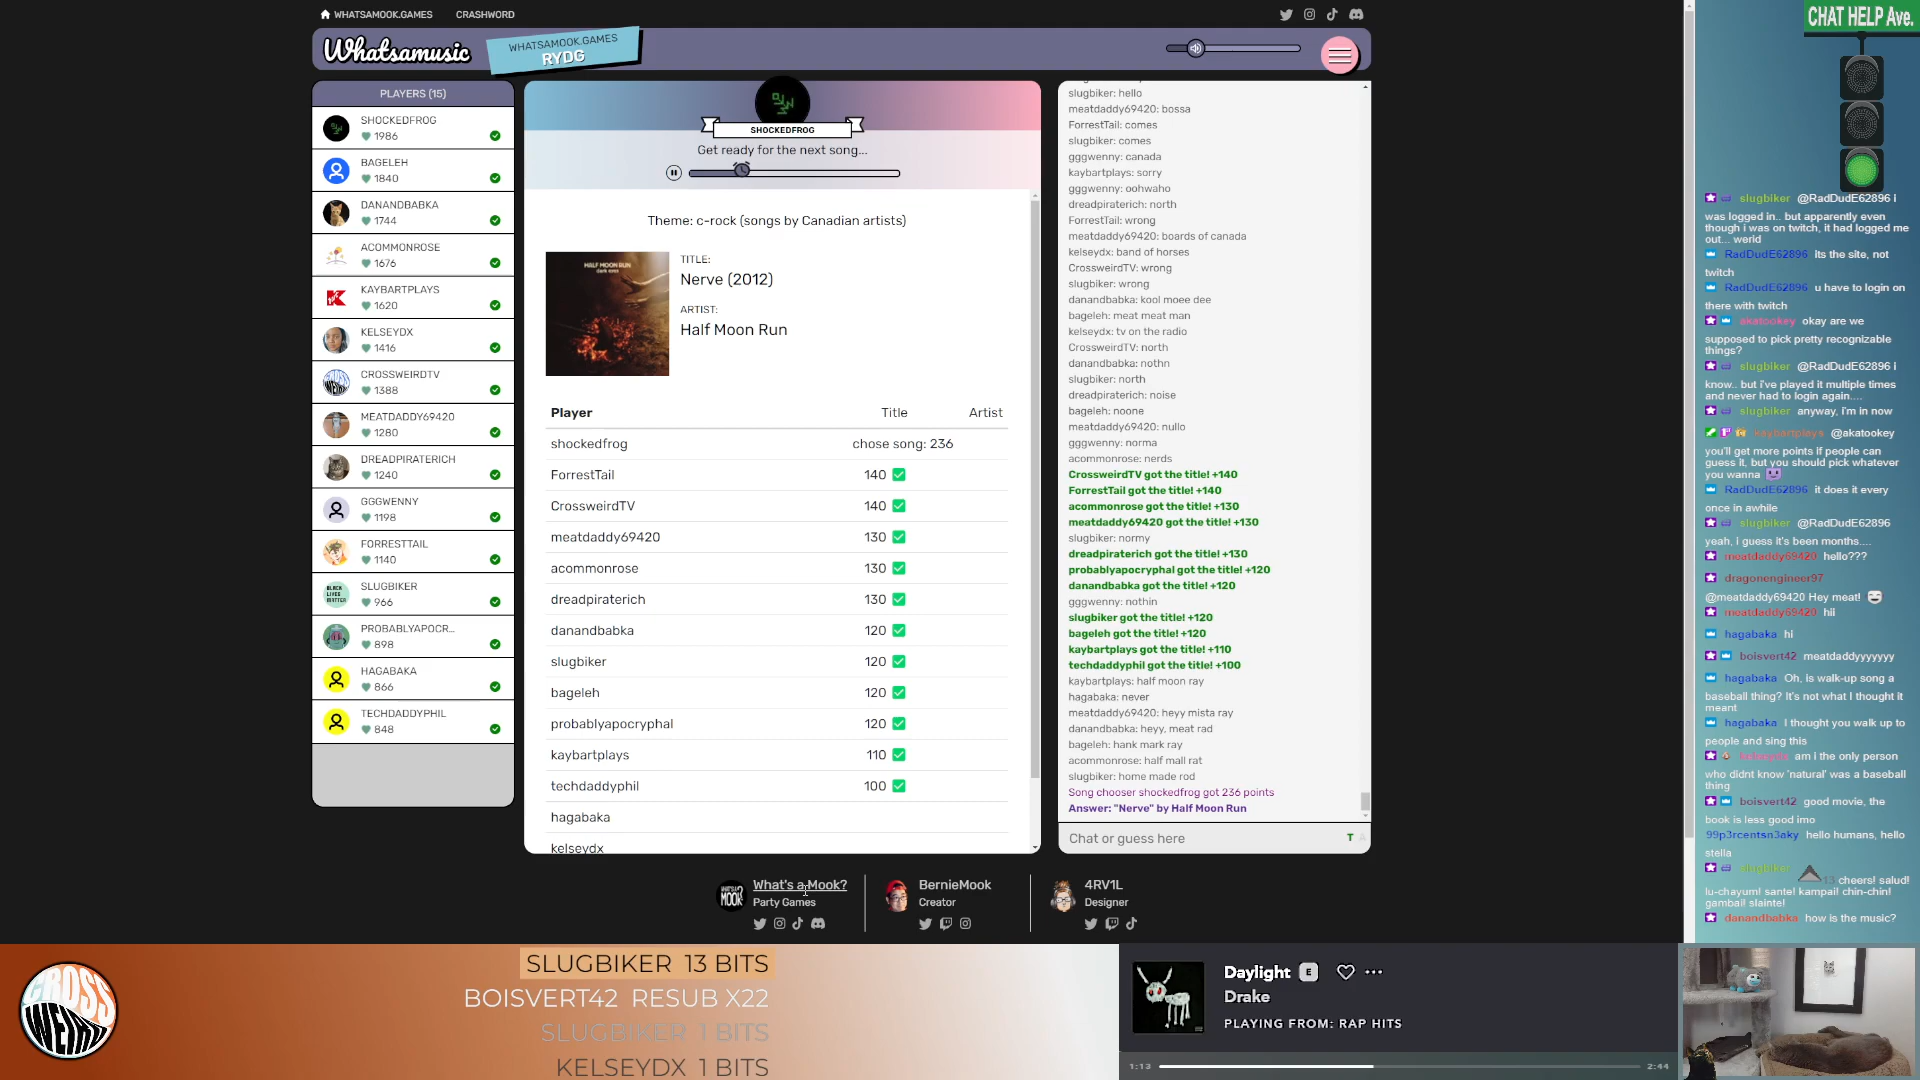 WHATSAMOOK.GAMES CRASHWORD
Whatsamusic
WHATSAMOOK.GAMES
RYDG
PLAYERS (15)
SHOCKEDFROG
1986
BAGELEH
1840
DANANDBABKA
1744
ACOMMONROSE
1676
KAYBARTPLAYS
1620
KELSEYDX
1416
CROSSWEIRDTV
1388
MEATDADDY69420
1280
DREADPIRATERICH
1240
GGGWENNY
1198
FORRESTTAIL
1140
SLUGBIKER
966
PROBABLYAPOCR...
898
HAGABAKA
866
TECHDADDYPHIL
848
SHOCKEDFROG
Get ready for the next song...
Theme: c-rock (songs by Canadian artists)
HALF MOON RUN
dark eyes
TITLE:
Nerve (2012)
ARTIST:
Half Moon Run
Player Title Artist
shockedfrog chose song: 236
ForrestTail 140
CrossweirdTV 140
meatdaddy69420 130
acommonrose 130
dreadpiraterich 130
danandbabka 120
slugbiker 120
bageleh 120
probablyapocryphal 120
kaybartplays 110
techdaddyphil 100
hagabaka
kelseydx
slugbiker: hello
meatdaddy69420: bossa
ForrestTail: comes
slugbiker: comes
gggwenny: canada
kaybartplays: sorry
gggwenny: oohwaho
dreadpiraterich: north
ForrestTail: wrong
meatdaddy69420: boards of canada
kelseydx: band of horses
CrossweirdTV: wrong
slugbiker: wrong
danandbabka: kool moee dee
bageleh: meat meat man
kelseydx: tv on the radio
CrossweirdTV: north
danandbabka: nothn
slugbiker: north
dreadpiraterich: noise
bageleh: noone
meatdaddy69420: nullo
gggwenny: norma
acommonrose: nerds
CrossweirdTV got the title! +140
ForrestTail got the title! +140
acommonrose got the title! +130
meatdaddy69420 got the title! +130
slugbiker: normy
dreadpiraterich got the title! +130
probablyapocryphal got the title! +120
danandbabka got the title! +120
gggwenny: nothin
slugbiker got the title! +120
bageleh got the title! +120
kaybartplays got the title! +110
techdaddyphil got the title! +100
kaybartplays: half moon ray
hagabaka: never
meatdaddy69420: heyy mista ray
danandbabka: heyy, meat rad
bageleh: hank mark ray
acommonrose: half mall rat
slugbiker: home made rod
Song chooser shockedfrog got 236 points
Answer: "Nerve" by Half Moon Run
Chat or guess here T A
What's a Mook?
Party Games
BernieMook
Creator
4RV1L
Designer
CHAT HELP Ave.
slugbiker @RadDudE62896 i
was logged in.. but apparently even
though i was on twitch, it had logged me
out... werid
RadDudE62896 its the site, not
twitch
RadDudE62896 u have to login on
there with twitch
akatookey okay are we
supposed to pick pretty recognizable
things?
slugbiker @RadDudE62896 i
know.. but i've played it multiple times
and never had to login again....
slugbiker anyway, i'm in now
kaybartplays @akatookey
you'll get more points if people can
guess it, but you should pick whatever
you wanna
RadDudE62896 it does it every
once in awhile
slugbiker @RadDudE62896
yeah, i guess it's been months....
meatdaddy69420 hello???
dragonengineer97
@meatdaddy69420 Hey meat!
meatdaddy69420 hii
hagabaka hi
boisvert42 meatdaddyyyyyy
hagabaka Oh, is walk-up song a
baseball thing? It's not what I thought it
meant
hagabaka I thought you walk up to
people and sing this
am i the only person
who didnt know 'natural' was a baseball
thing
boisvert42 good movie, the
book is less good imo
99p3rcentsn3aky hello humans, hello
stella
slugbiker 13 cheers! salud!
lu-chayum! sante! kampai! chin-chin!
gambai! slainte!
danandbabka how is the music?
CROSS
WEIRD
SLUGBIKER 13 BITS
BOISVERT42 RESUB X22
SLUGBIKER 1 BITS
KELSEYDX 1 BITS
Daylight E
Drake
PLAYING FROM: RAP HITS
1:13 2:44